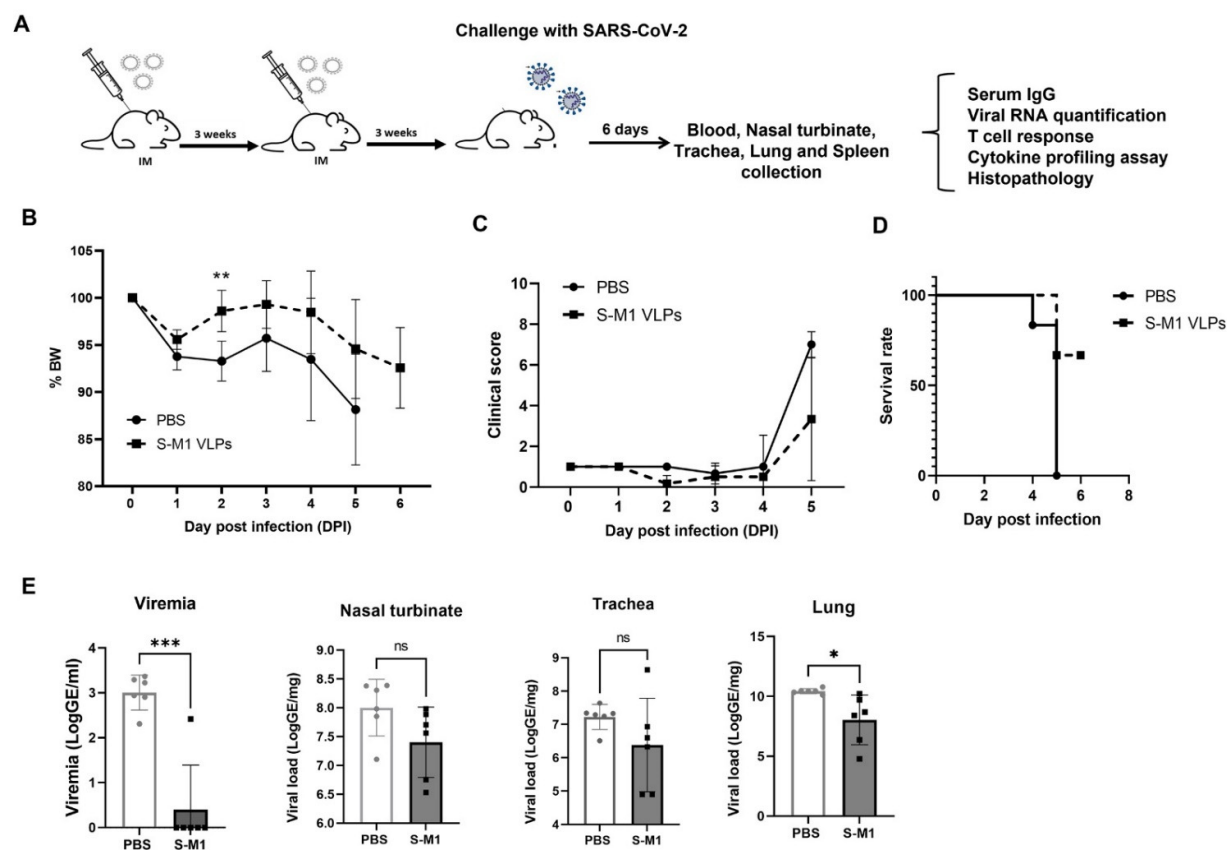 A
Challenge with SARS-CoV-2
3 weeks
3 weeks
6 days
IM
IM
Blood, Nasal turbinate,
Trachea, Lung and Spleen
collection
Serum IgG
Viral RNA quantification
T cell response
Cytokine profiling assay
Histopathology
B
105
100
95
90
85
80
% BW
**
PBS
S-M1 VLPs
0 1 2 3 4 5 6
Day post infection (DPI)
C
10
8
6
4
2
0
Clinical score
PBS
S-M1 VLPs
0 1 2 3 4 5
Day post infection (DPI)
D
100
50
0
Servival rate
PBS
S-M1 VLPs
0 2 4 6 8
Day post infection
E
Viremia
***
4
3
2
1
0
Viremia (LogGE/ml)
PBS S-M1
Nasal turbinate
ns
9.0
8.5
8.0
7.5
7.0
6.5
6.0
Viral load (LogGE/mg)
PBS S-M1
Trachea
ns
9
8
7
6
5
4
Viral load (LogGE/mg)
PBS S-M1
Lung
*
15
10
5
0
Viral load (LogGE/mg)
PBS S-M1